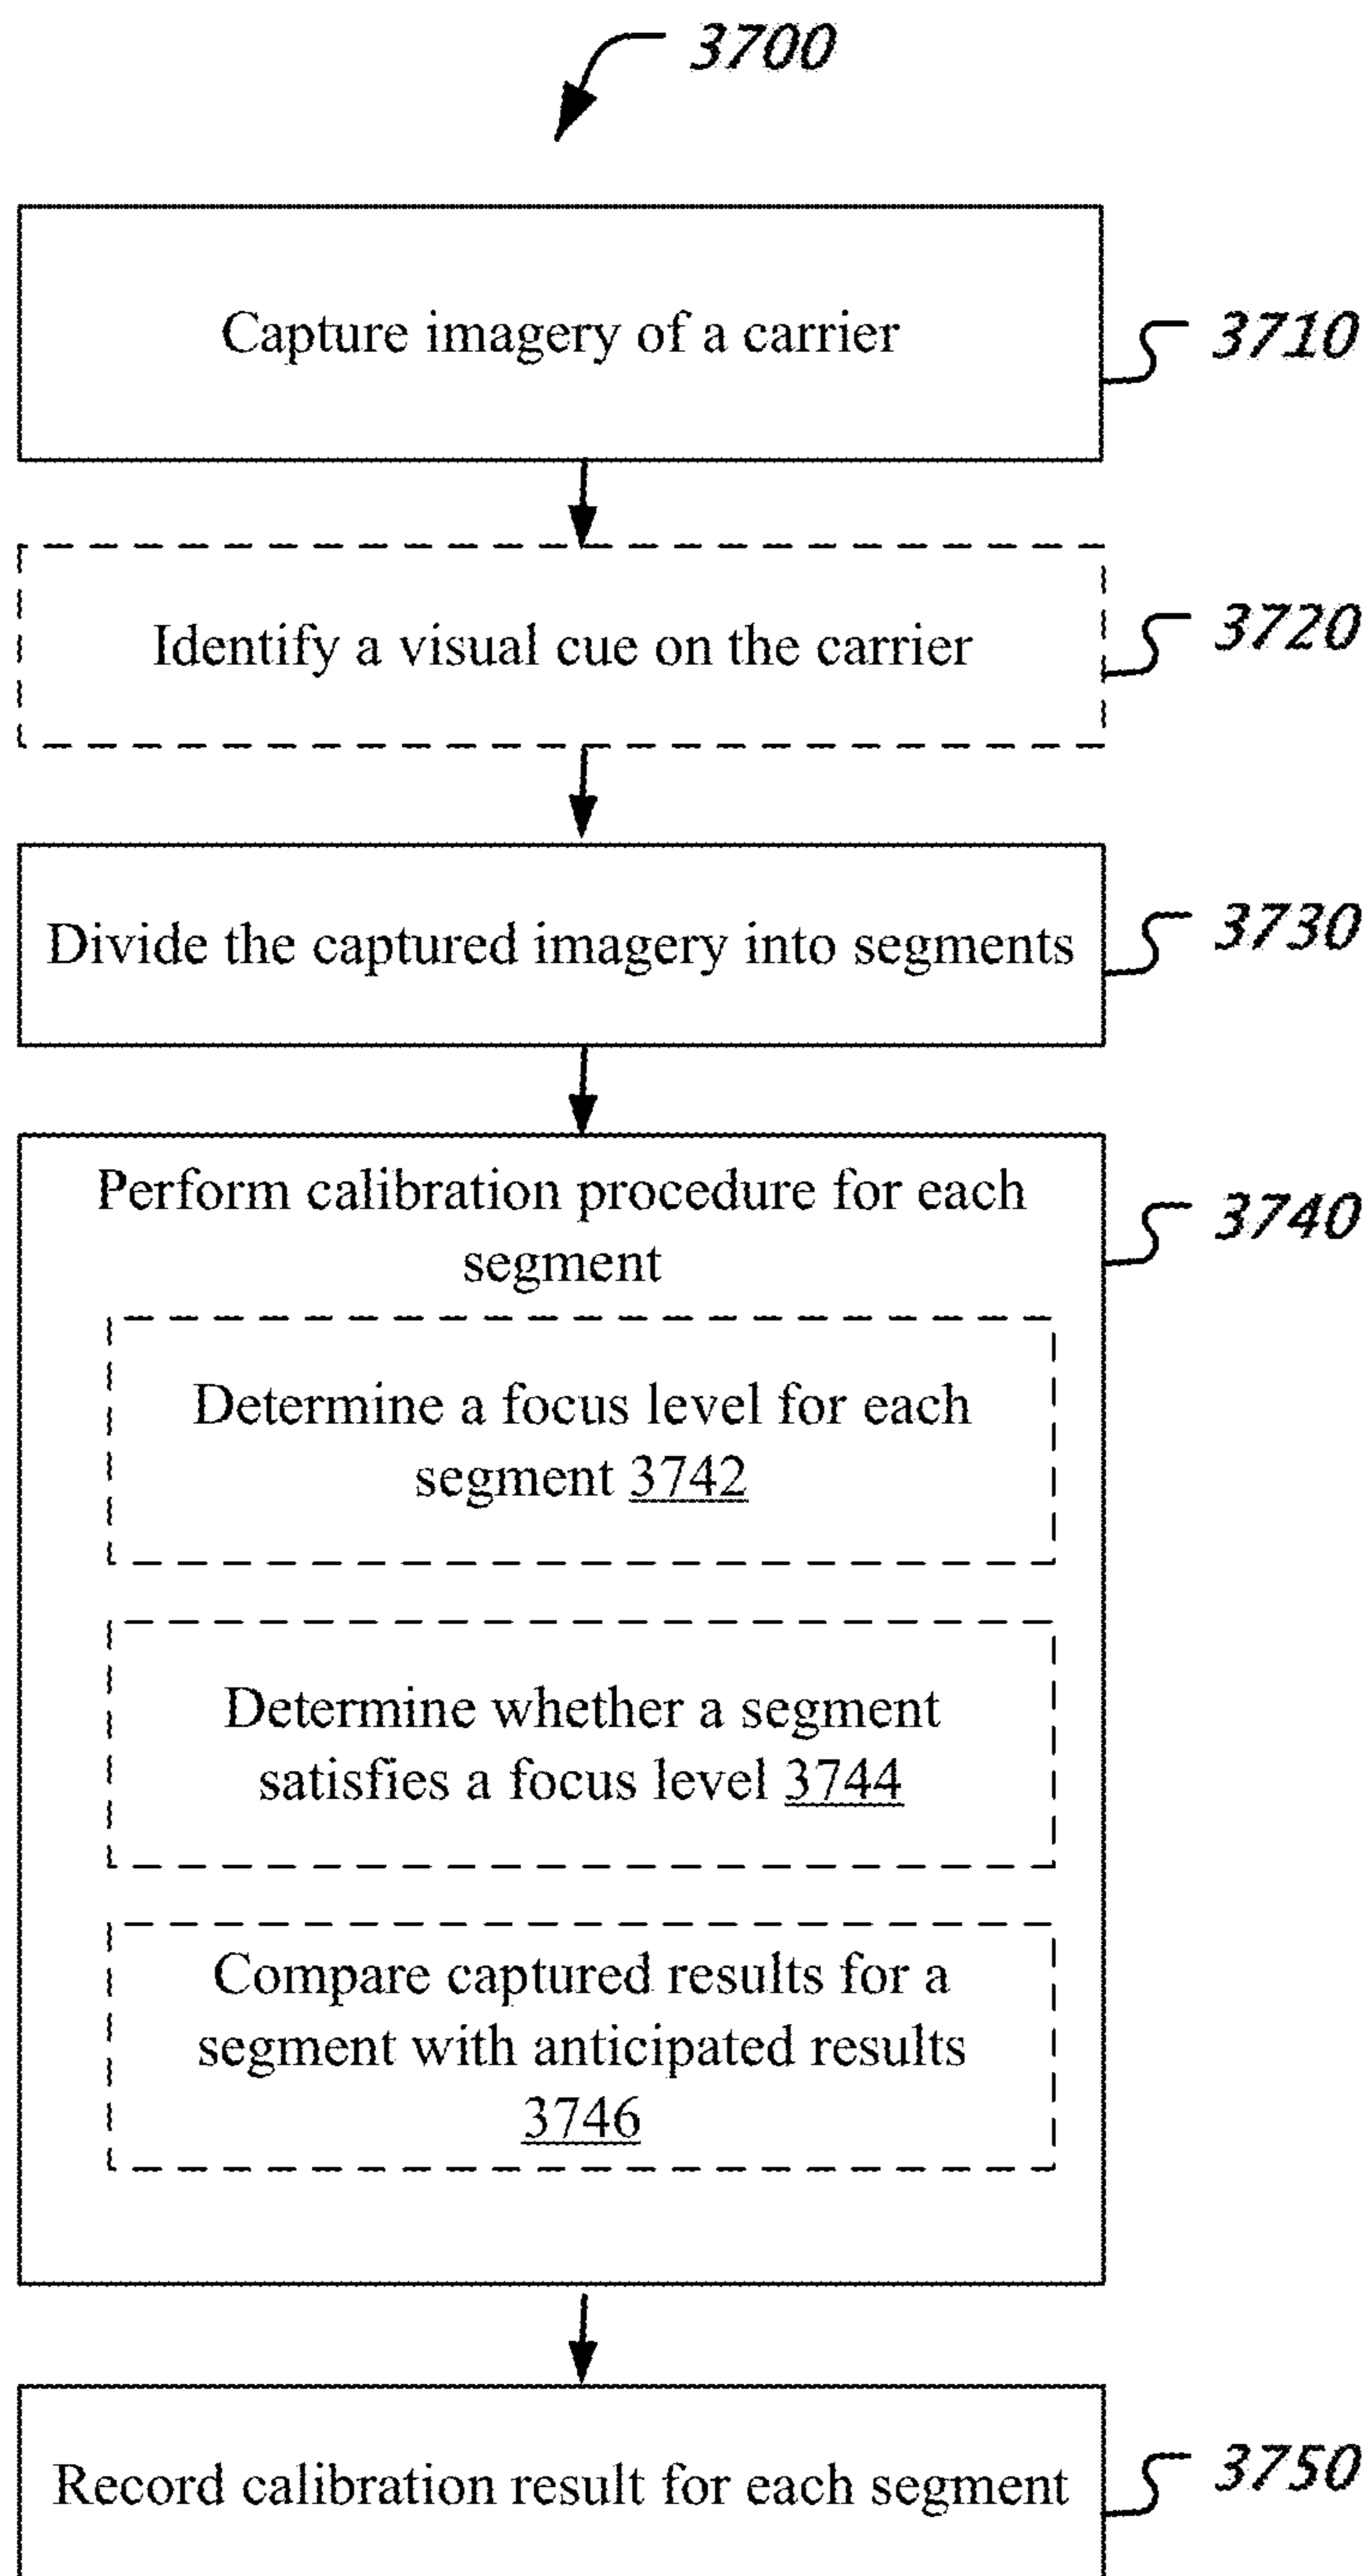 3700
Capture imagery of a carrier
3710
Identify a visual cue on the carrier
3720
Divide the captured imagery into segments
3730
Perform calibration procedure for each
segment
3740
Determine a focus level for each
segment 3742
Determine whether a segment
satisfies a focus level 3744
Compare captured results for a
segment with anticipated results
3746
Record calibration result for each segment
3750